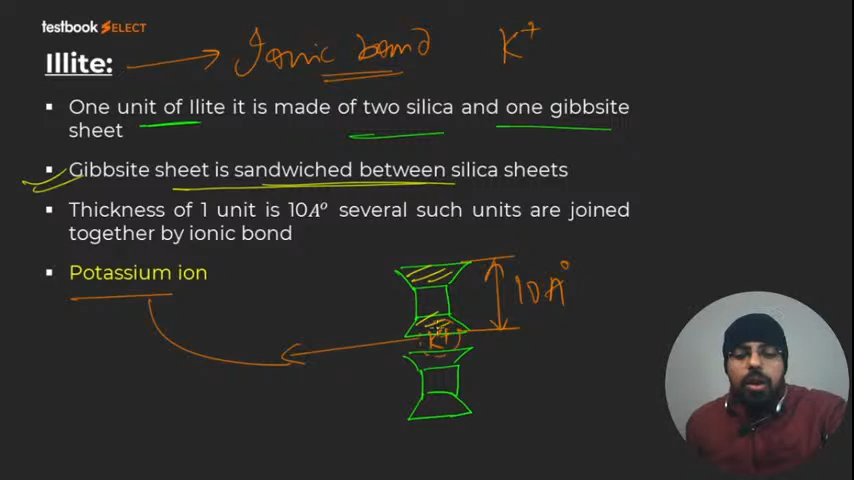 testbook SELECT
Illite: Ionic bond K⁺
▪ One unit of Ilite it is made of two silica and one gibbsite
sheet
▪ Gibbsite sheet is sandwiched between silica sheets
▪ Thickness of 1 unit is 10A° several such units are joined
together by ionic bond
▪ Potassium ion
10A°
K⁺